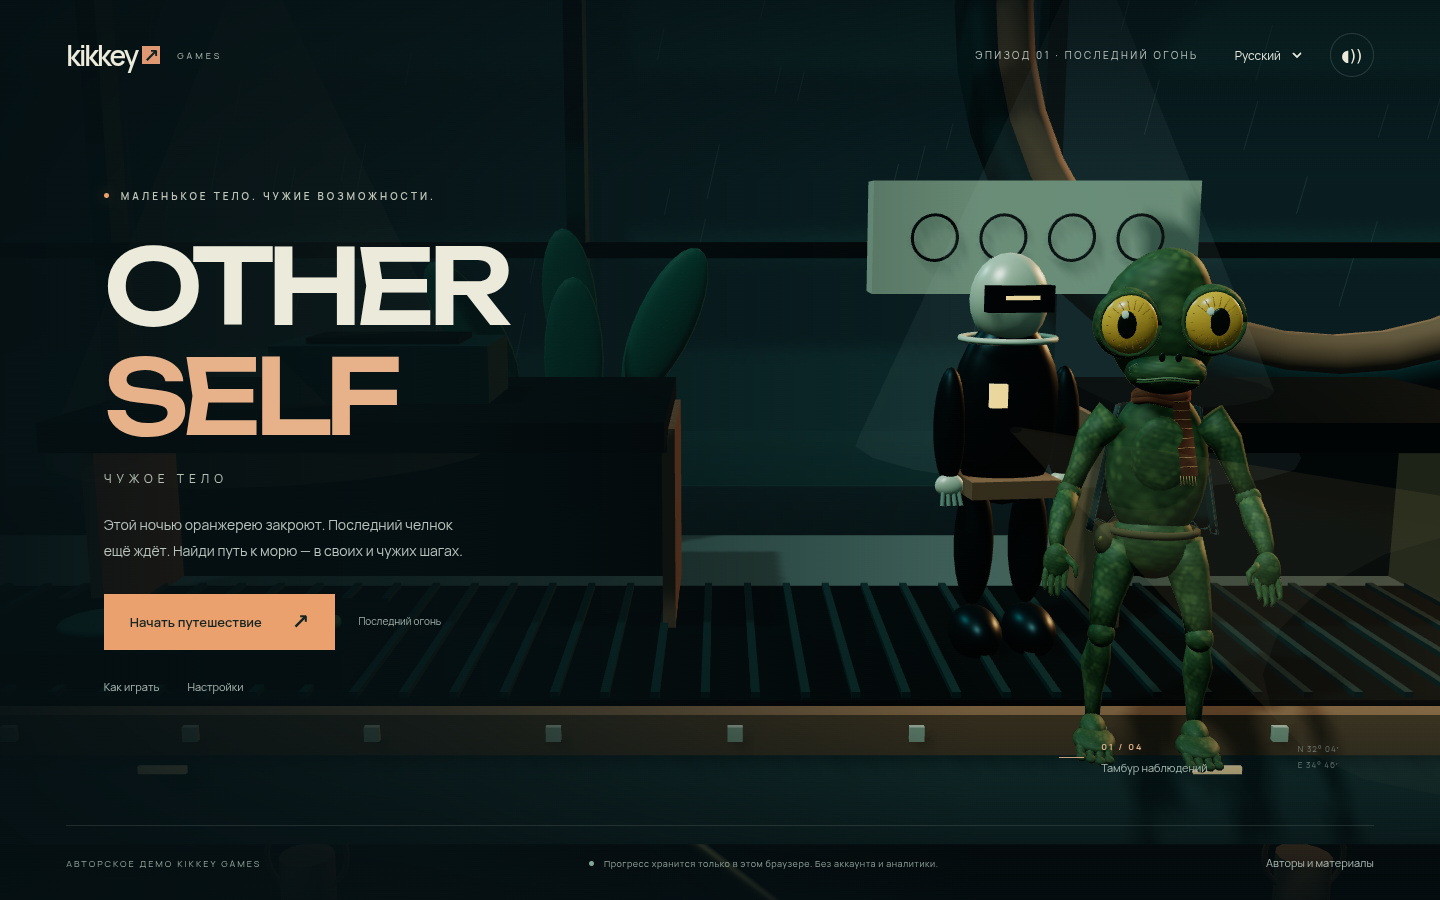 kikkey
GAMES
ЭПИЗОД 01 · ПОСЛЕДНИЙ ОГОНЬ
Русский
МАЛЕНЬКОЕ ТЕЛО. ЧУЖИЕ ВОЗМОЖНОСТИ.
OTHER
SELF
ЧУЖОЕ ТЕЛО
Этой ночью оранжерею закроют. Последний челнок
ещё ждёт. Найди путь к морю — в своих и чужих шагах.
Начать путешествие ↗
Последний огонь
Как играть
Настройки
01 / 04
Тамбур наблюдений
N 32° 04′
E 34° 46′
АВТОРСКОЕ ДЕМО KIKKEY GAMES
Прогресс хранится только в этом браузере. Без аккаунта и аналитики.
Авторы и материалы